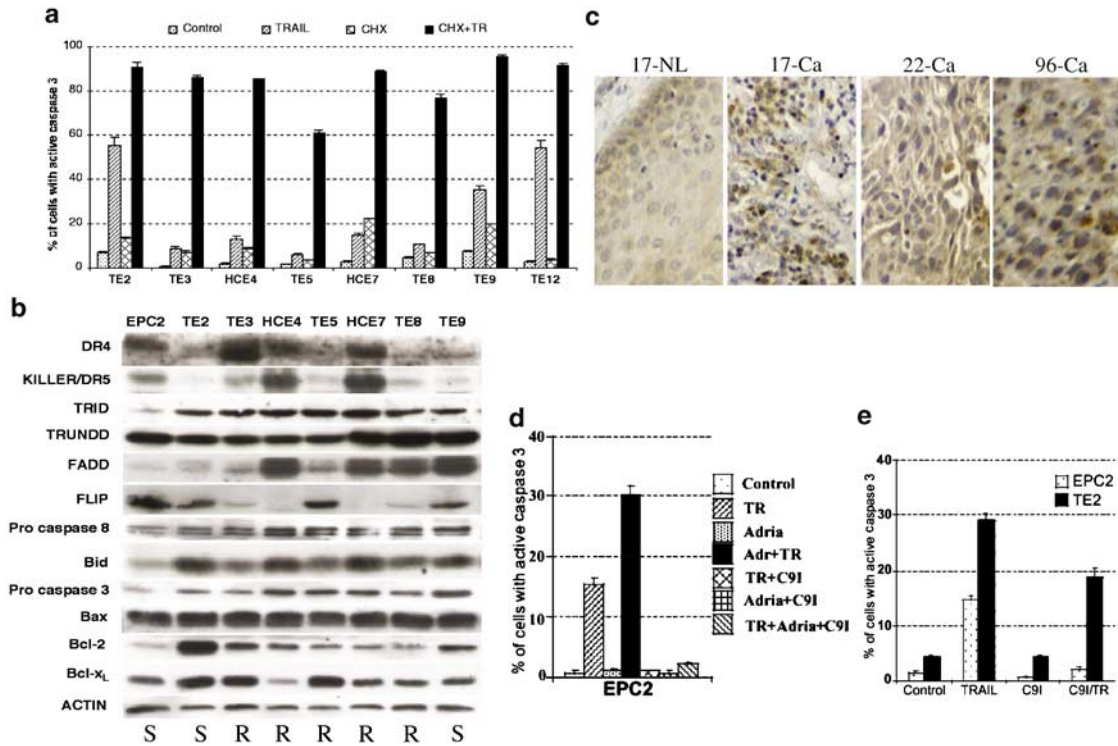 a
Control TRAIL CHX CHX+TR
% of cells with active caspase 3
100
80
60
40
20
0
TE2 TE3 HCE4 TE5 HCE7 TE8 TE9 TE12
b
EPC2 TE2 TE3 HCE4 TE5 HCE7 TE8 TE9
DR4
KILLER/DR5
TRID
TRUNDD
FADD
FLIP
Pro caspase 8
Bid
Pro caspase 3
Bax
Bcl-2
Bcl-xL
ACTIN
S S R R R R R S
c
17-NL 17-Ca 22-Ca 96-Ca
d
% of cells with active caspase 3
40
30
20
10
0
EPC2
Control
TR
Adria
Adr+TR
TR+C9I
Adria+C9I
TR+Adria+C9I
e
% of cells with active caspase 3
40
30
20
10
0
EPC2
TE2
Control TRAIL C9I C9I/TR